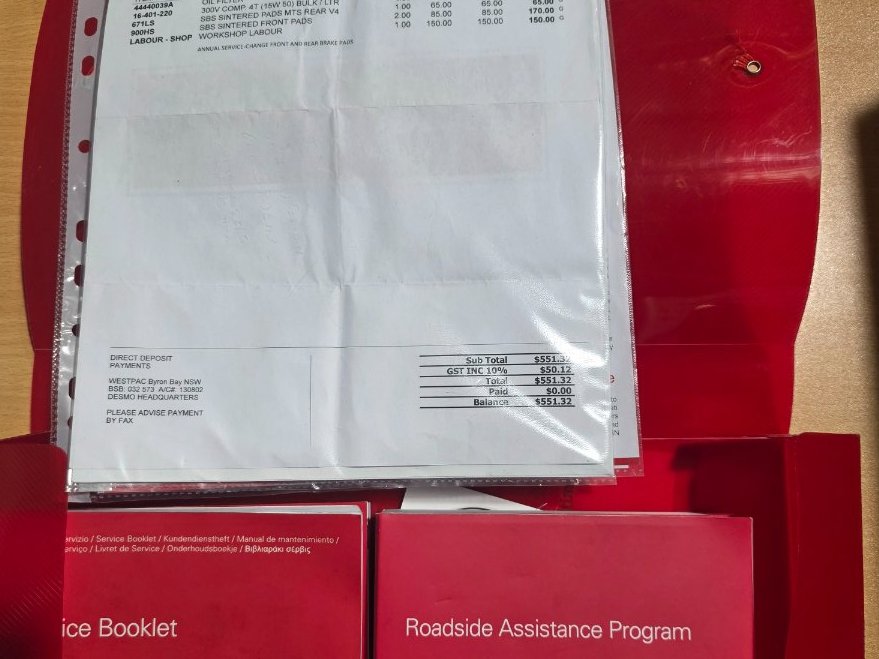 OIL FILTER 65.00
44440039A 300V COMP. 4T (15W 50) BULK/LTR 1.00 65.00 65.00 170.00 G
16-401-220 SBS SINTERED PADS MTS REAR V4 2.00 85.00 85.00 150.00 G
671LS SBS SINTERED FRONT PADS 1.00 150.00 150.00
900HS WORKSHOP LABOUR
LABOUR - SHOP
ANNUAL SERVICE-CHANGE FRONT AND REAR BRAKE PADS
DIRECT DEPOSIT
PAYMENTS
WESTPAC Byron Bay NSW
BSB: 032 573 A/C#: 130802
DESMO HEADQUARTERS
PLEASE ADVISE PAYMENT
BY FAX
Sub Total $551.32
GST INC 10% $50.12
Total $551.32
Paid $0.00
Balance $551.32
ervizio / Service Booklet / Kundendienstheft / Manual de mantenimiento /
erviço / Livret de Service / Onderhoudsboekje / Βιβλιαράκι σέρβις
ice Booklet
Roadside Assistance Program